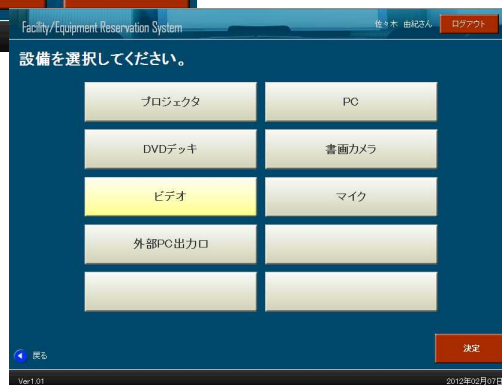 Facility/Equipment Reservation System
佐々木 由紀さん
ログアウト
設備を選択してください。
プロジェクタ
PC
DVDデッキ
書画カメラ
ビデオ
マイク
外部PC出力口
戻る
決定
Ver1.01
2012年02月07日